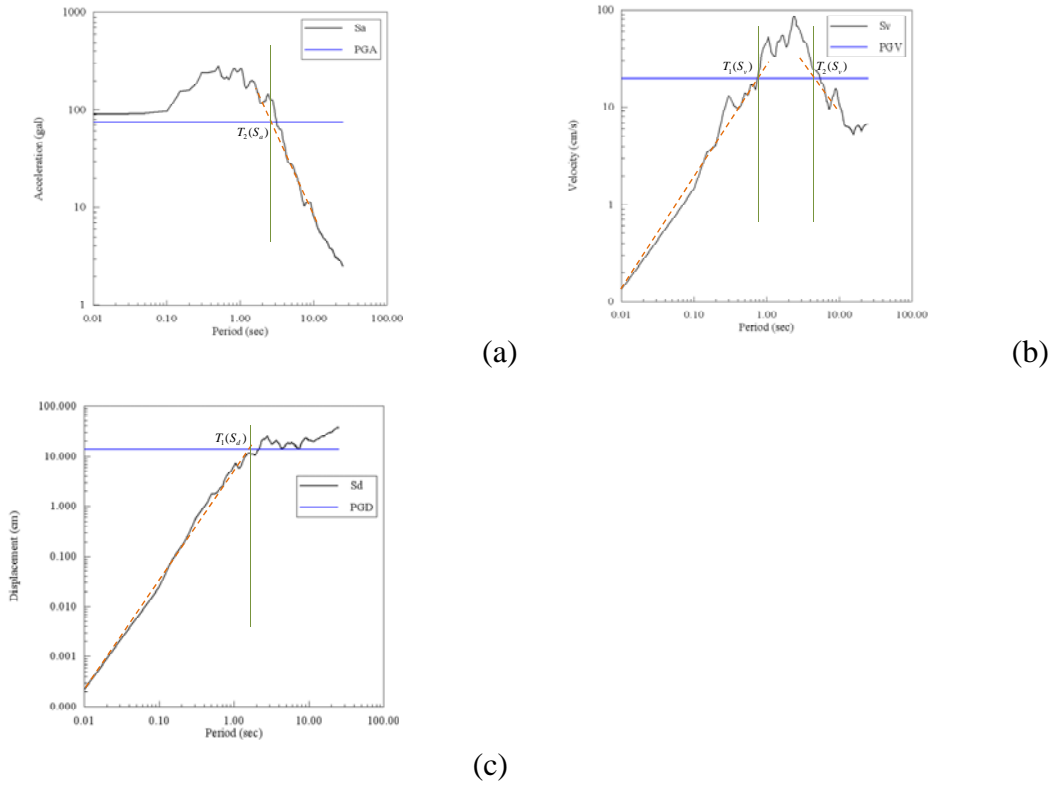 1000
Sa
PGA
100
T₂(Sₐ)
Acceleration (gal)
10
1
0.01 0.10 1.00 10.00 100.00
Period (sec)
(a)
100
Sv
PGV
T₁(Sᵥ)
T₂(Sᵥ)
10
Velocity (cm/s)
1
0
0.01 0.10 1.00 10.00 100.00
Period (sec)
(b)
100.000
T₁(S_d)
10.000
Sd
PGD
1.000
Displacement (cm)
0.100
0.010
0.001
0.000
0.01 0.10 1.00 10.00 100.00
Period (sec)
(c)